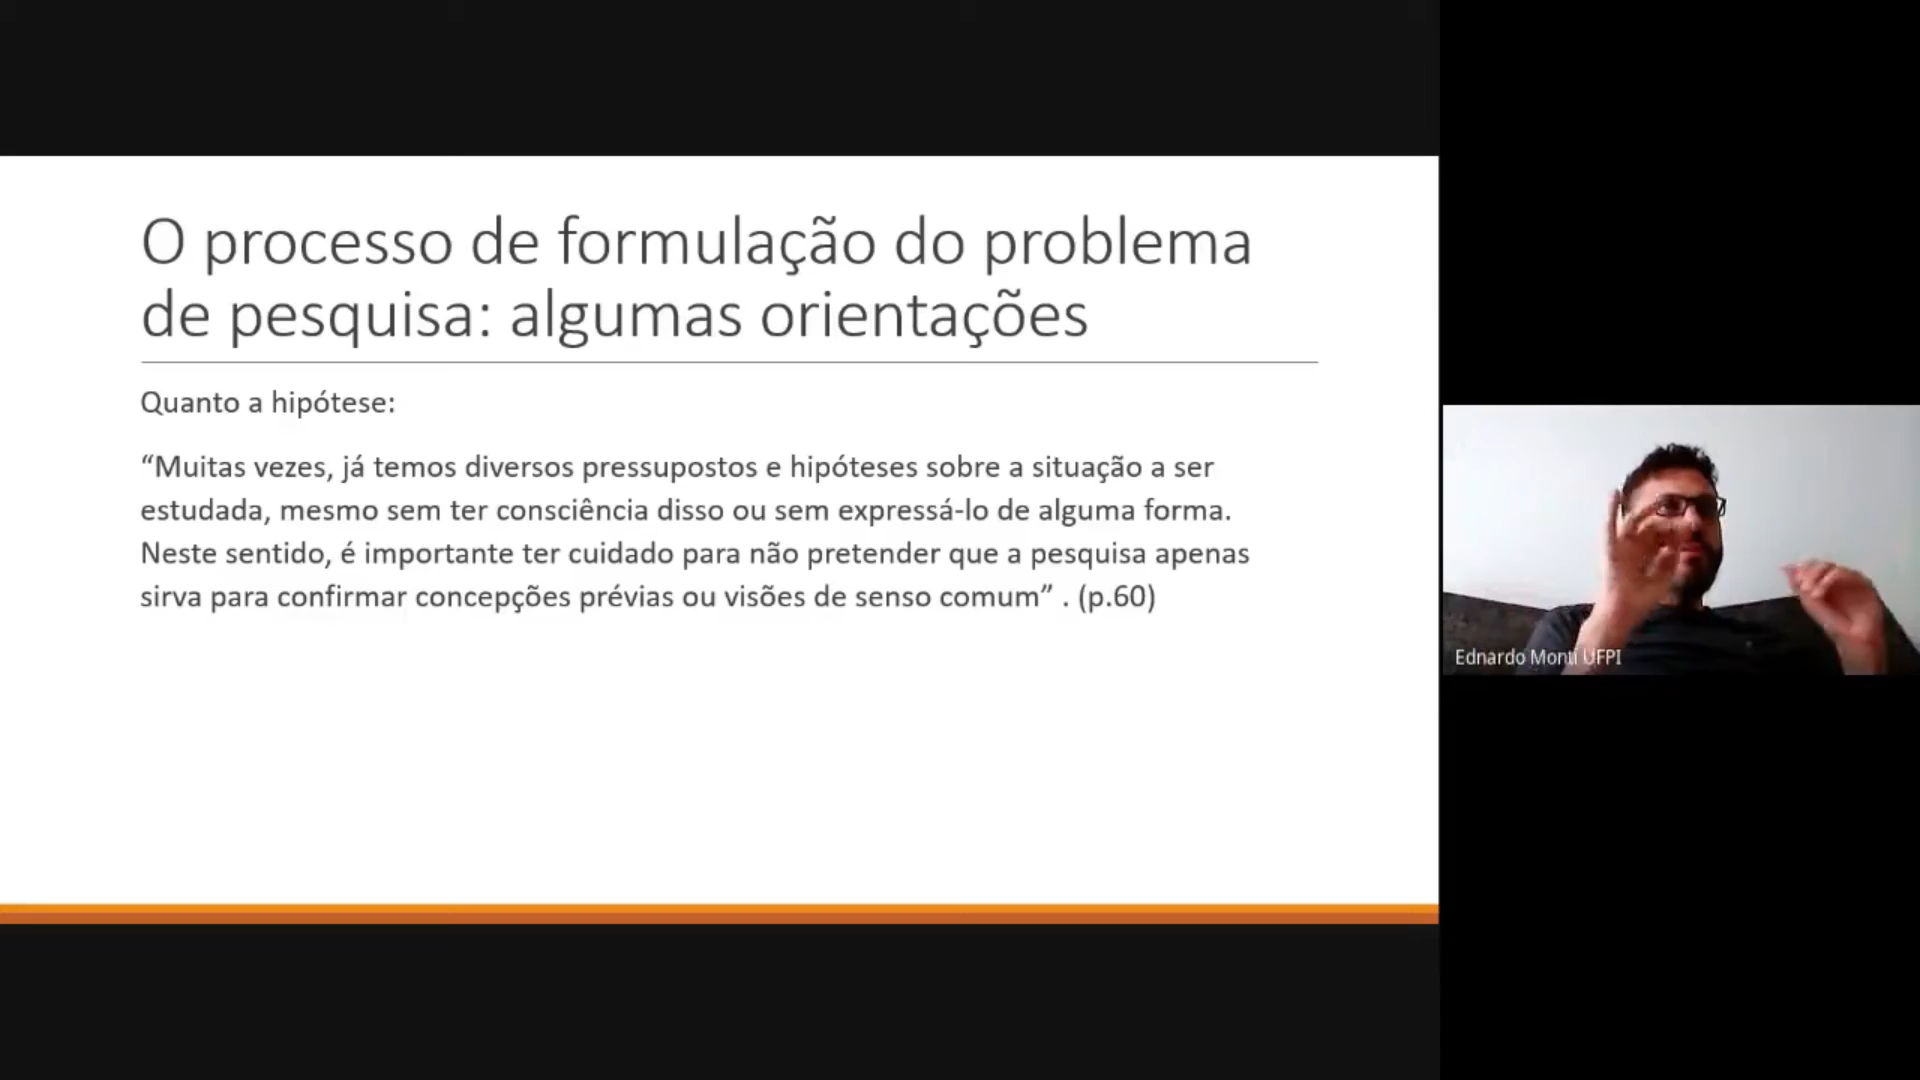 O processo de formulação do problema
de pesquisa: algumas orientações
Quanto a hipótese:
“Muitas vezes, já temos diversos pressupostos e hipóteses sobre a situação a ser
estudada, mesmo sem ter consciência disso ou sem expressá-lo de alguma forma.
Neste sentido, é importante ter cuidado para não pretender que a pesquisa apenas
sirva para confirmar concepções prévias ou visões de senso comum” . (p.60)
Ednardo Monti UFPI